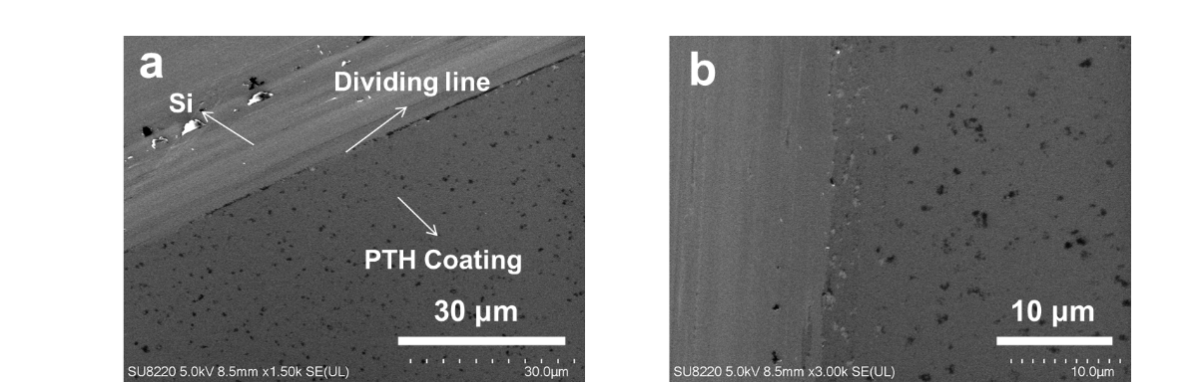 a
Dividing line
Si
PTH Coating
30 μm
SU8220 5.0kV 8.5mm x1.50k SE(UL)
30.0μm
b
10 μm
SU8220 5.0kV 8.5mm x3.00k SE(UL)
10.0μm